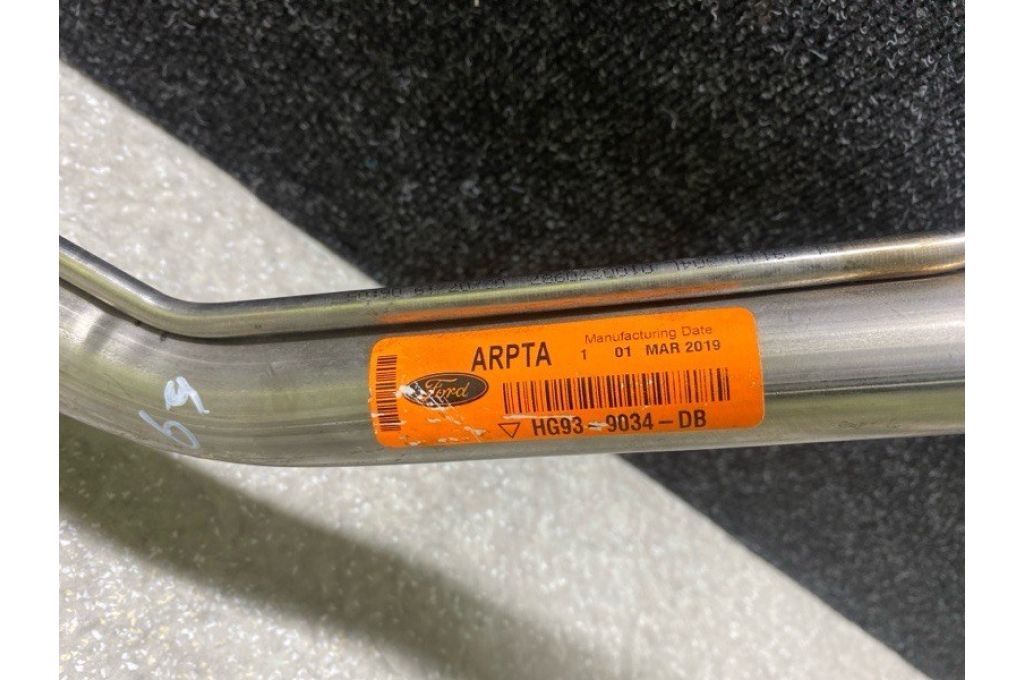 ARPTA
Manufacturing Date
1 01 MAR 2019
Ford
HG93-9034-DB